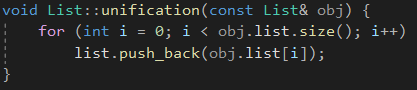 void List::unification(const List& obj) {
    for (int i = 0; i < obj.list.size(); i++)
        list.push_back(obj.list[i]);
}